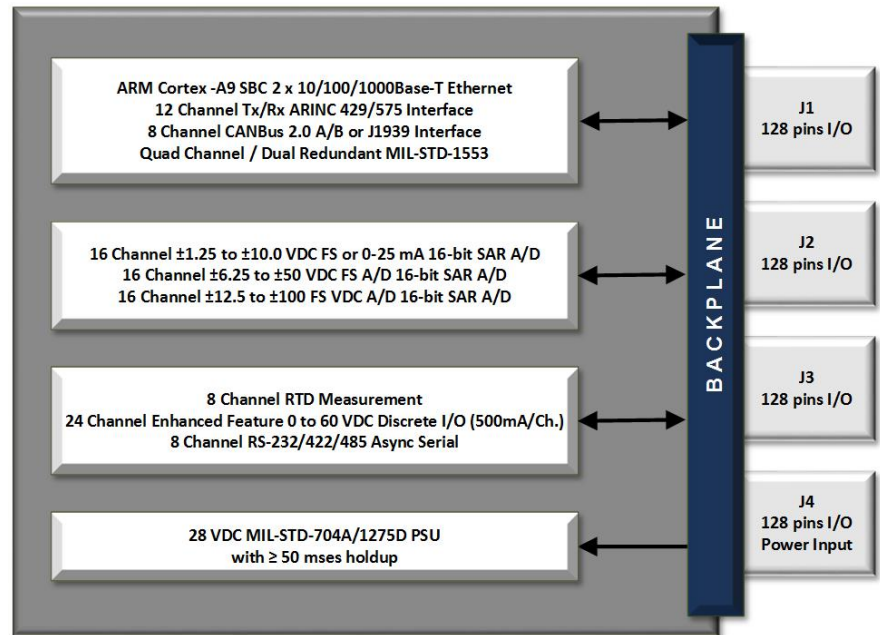 ARM Cortex -A9 SBC 2 x 10/100/1000Base-T Ethernet
12 Channel Tx/Rx ARINC 429/575 Interface
8 Channel CANBus 2.0 A/B or J1939 Interface
Quad Channel / Dual Redundant MIL-STD-1553
16 Channel ±1.25 to ±10.0 VDC FS or 0-25 mA 16-bit SAR A/D
16 Channel ±6.25 to ±50 VDC FS A/D 16-bit SAR A/D
16 Channel ±12.5 to ±100 FS VDC A/D 16-bit SAR A/D
8 Channel RTD Measurement
24 Channel Enhanced Feature 0 to 60 VDC Discrete I/O (500mA/Ch.)
8 Channel RS-232/422/485 Async Serial
28 VDC MIL-STD-704A/1275D PSU
with ≥ 50 mses holdup
BACKPLANE
J1
128 pins I/O
J2
128 pins I/O
J3
128 pins I/O
J4
128 pins I/O
Power Input